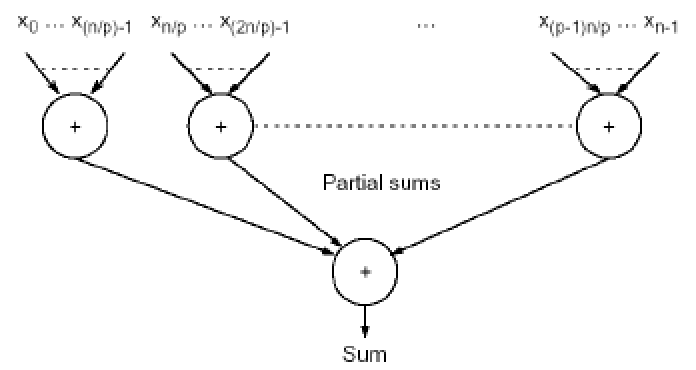 x0 ... x(n/p)-1 xn/p ... x(2n/p)-1 ... x(p-1)n/p ... xn-1
+ + +
Partial sums
+
Sum